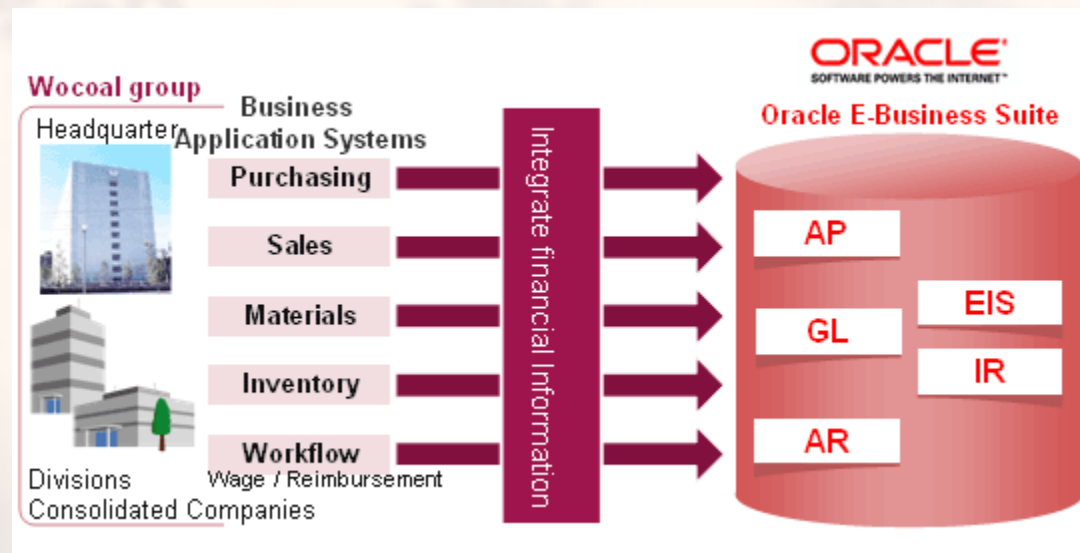 ORACLE
SOFTWARE POWERS THE INTERNET™
Oracle E-Business Suite
Wocoal group
Headquarter
Business
Application Systems
Purchasing
Sales
Materials
Inventory
Workflow
Wage / Reimbursement
Divisions
Consolidated Companies
Integrate financial Information
AP
GL
AR
EIS
IR